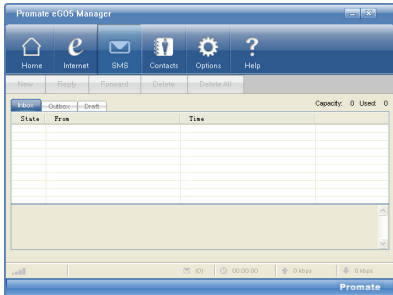 Promate eGO5 Manager
Home Internet SMS Contacts Options Help
New Reply Forward Delete Delete All
Inbox Outbox Draft Capacity: 0 Used: 0
State From Time
(0) 00:00:00 0 kbps 0 kbps
Promate